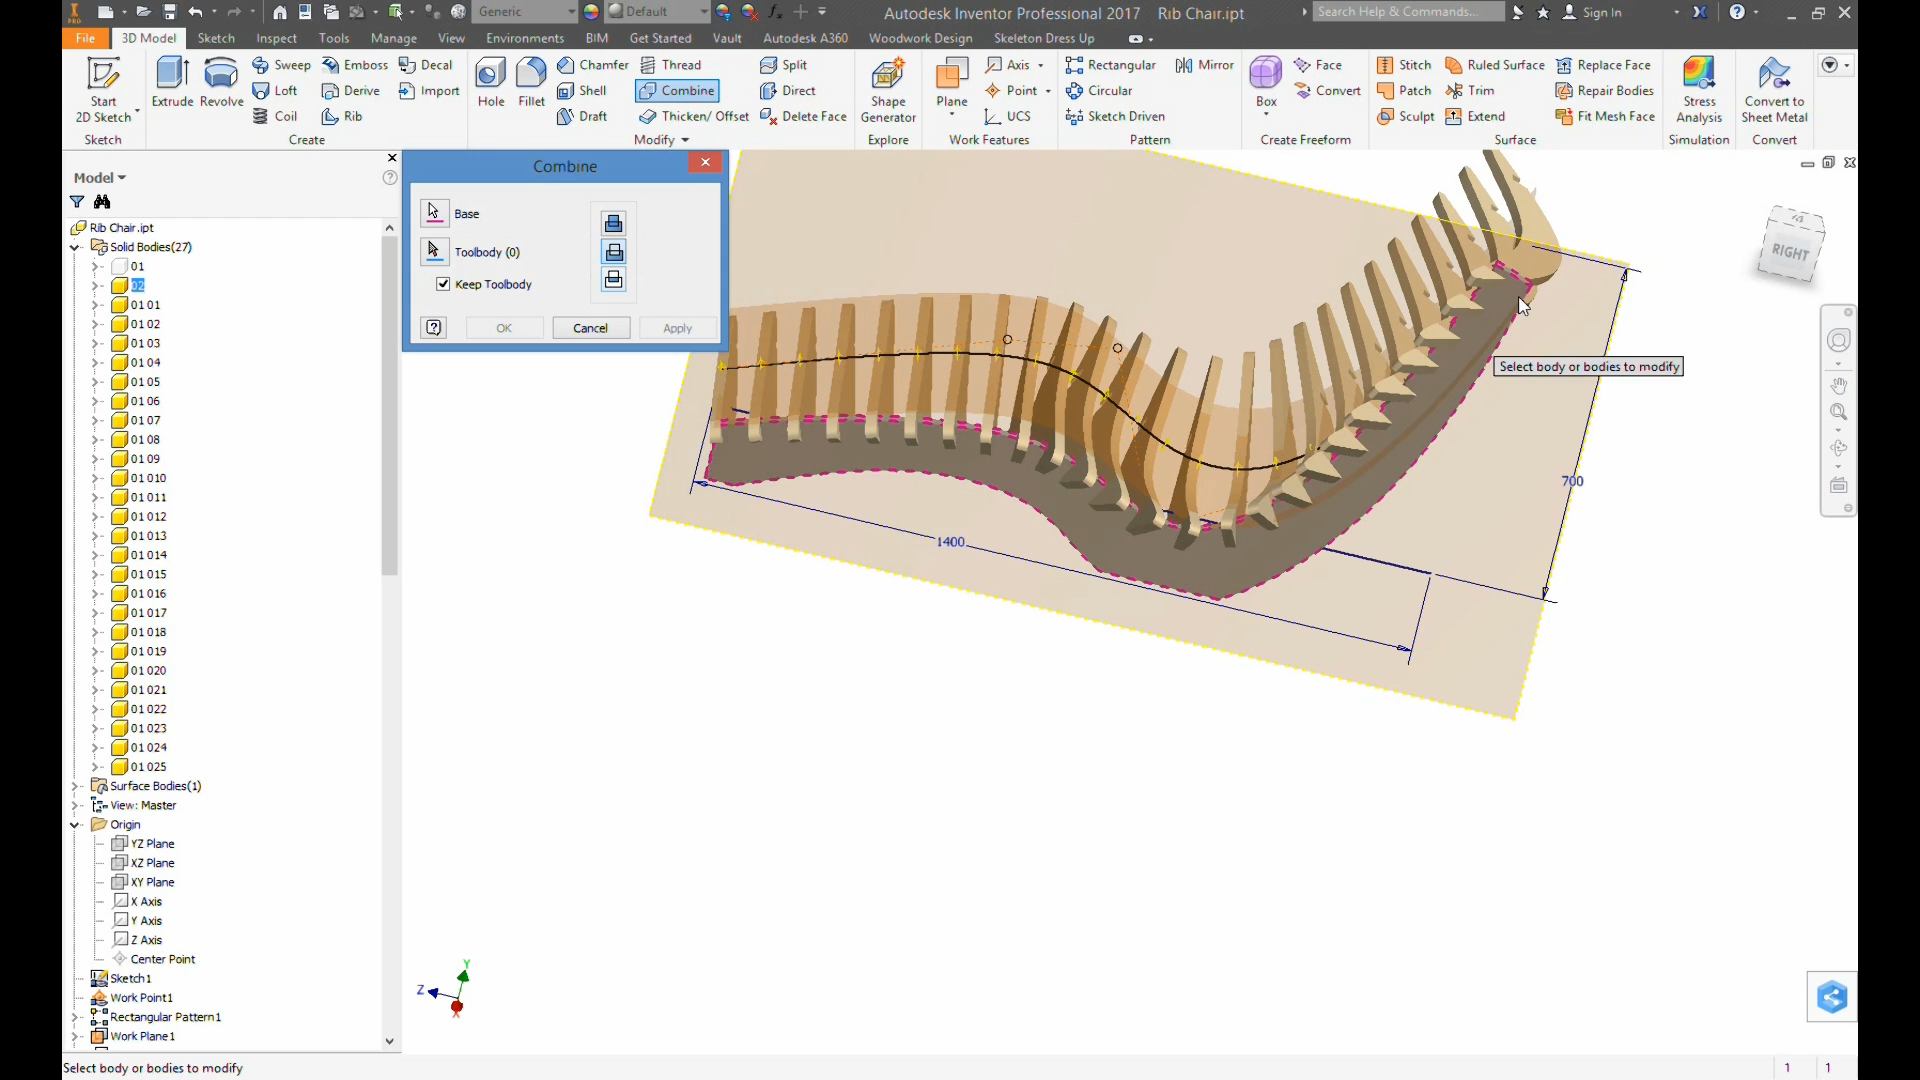 Generic
Default
Autodesk Inventor Professional 2017 Rib Chair.ipt
Search Help & Commands...
Sign In
PRO
File
3D Model
Sketch
Inspect
Tools
Manage
View
Environments
BIM
Get Started
Vault
Autodesk A360
Woodwork Design
Skeleton Dress Up
Start
2D Sketch
Sketch
Extrude
Revolve
Sweep
Loft
Coil
Emboss
Derive
Rib
Decal
Import
Create
Hole
Fillet
Chamfer
Shell
Draft
Thread
Combine
Thicken/ Offset
Split
Direct
Delete Face
Modify
Shape
Generator
Explore
Plane
Axis
Point
UCS
Work Features
Rectangular
Circular
Sketch Driven
Mirror
Pattern
Box
Face
Convert
Create Freeform
Stitch
Patch
Sculpt
Ruled Surface
Trim
Extend
Replace Face
Repair Bodies
Fit Mesh Face
Surface
Stress
Analysis
Simulation
Convert to
Sheet Metal
Convert
Model
Rib Chair.ipt
Solid Bodies(27)
01
02
01 01
01 02
01 03
01 04
01 05
01 06
01 07
01 08
01 09
01 010
01 011
01 012
01 013
01 014
01 015
01 016
01 017
01 018
01 019
01 020
01 021
01 022
01 023
01 024
01 025
Surface Bodies(1)
View: Master
Origin
YZ Plane
XZ Plane
XY Plane
X Axis
Y Axis
Z Axis
Center Point
Sketch1
Work Point1
Rectangular Pattern1
Work Plane1
Combine
Base
Toolbody (0)
Keep Toolbody
OK
Cancel
Apply
RIGHT
Select body or bodies to modify
700
1400
Y
Z
X
Select body or bodies to modify
1
1